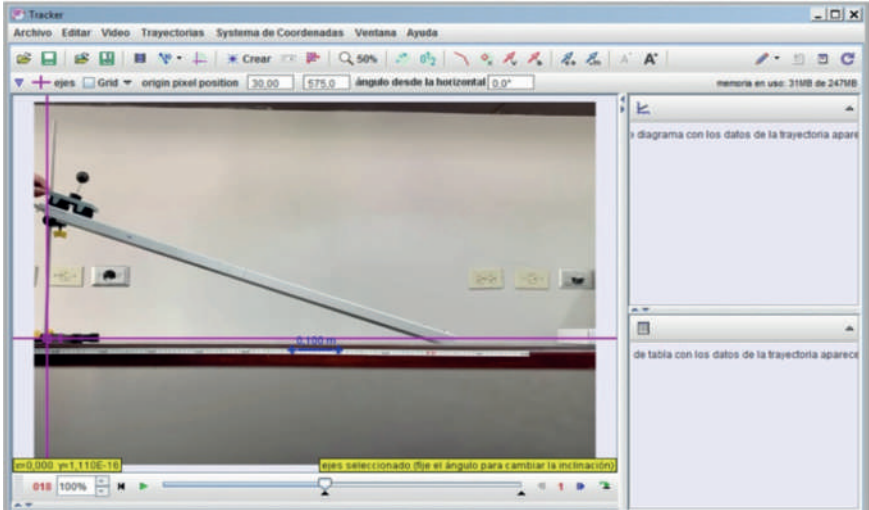 Tracker
Archivo Editar Video Trayectorias Systema de Coordenadas Ventana Ayuda
Crear 50%
ejes Grid origin pixel position 30,00 575,0 ángulo desde la horizontal 0,0° memoria en uso: 31MB de 247MB
diagrama con los datos de la trayectoria apare
0,100 m
de tabla con los datos de la trayectoria aparece
x=0,000 y=1,110E-16 ejes seleccionado (fije el ángulo para cambiar la inclinación)
018 100% 1